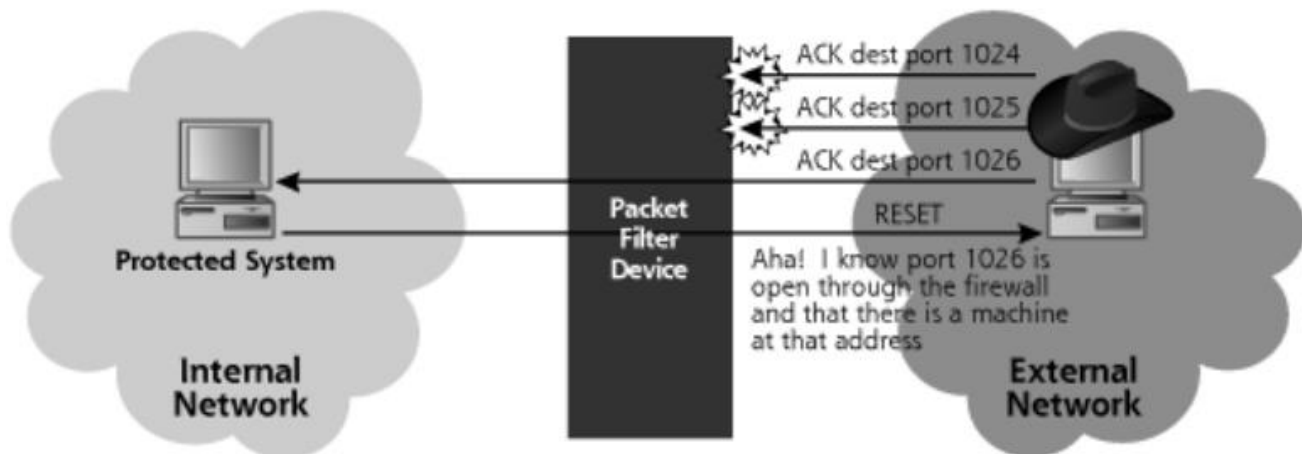 ACK dest port 1024
ACK dest port 1025
ACK dest port 1026
Packet
Filter
Device
RESET
Protected System
Aha! I know port 1026 is
open through the firewall
and that there is a machine
at that address
Internal
Network
External
Network